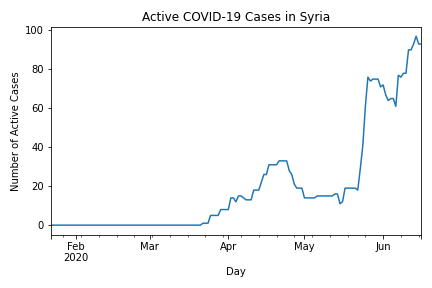 Active COVID-19 Cases in Syria
Number of Active Cases
100
80
60
40
20
0
Feb
2020
Mar
Apr
May
Jun
Day